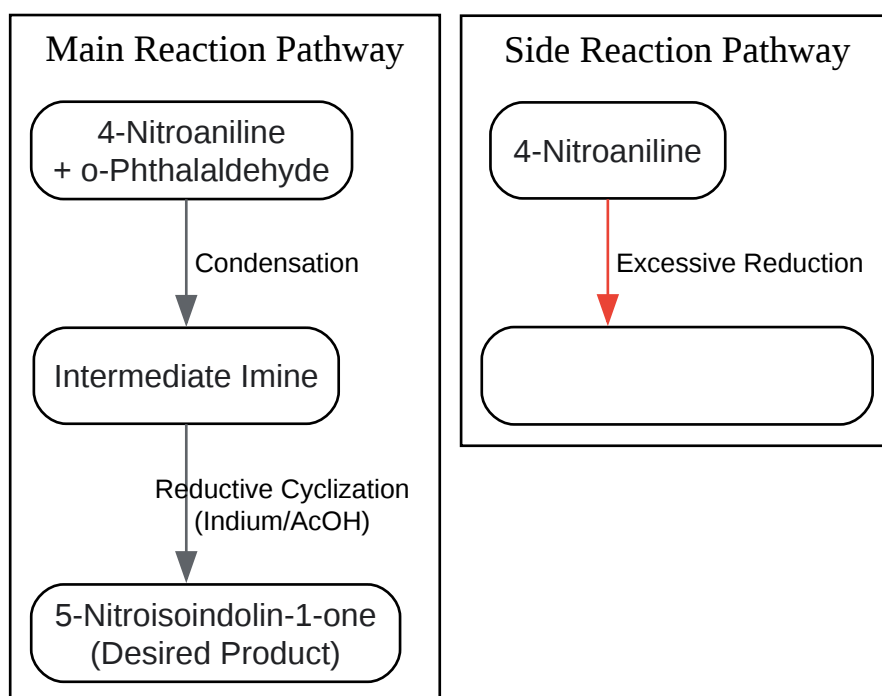 Main Reaction Pathway
4-Nitroaniline
+ o-Phthalaldehyde
Condensation
Intermediate Imine
Reductive Cyclization
(Indium/AcOH)
5-Nitroisoindolin-1-one
(Desired Product)
Side Reaction Pathway
4-Nitroaniline
Excessive Reduction